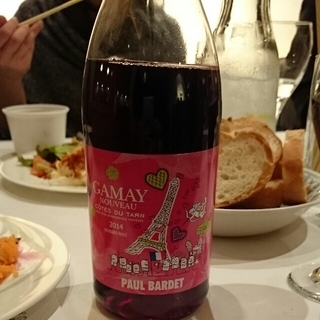 GAMAY
NOUVEAU
CÔTES DU TARN
2014
PAUL BARDET